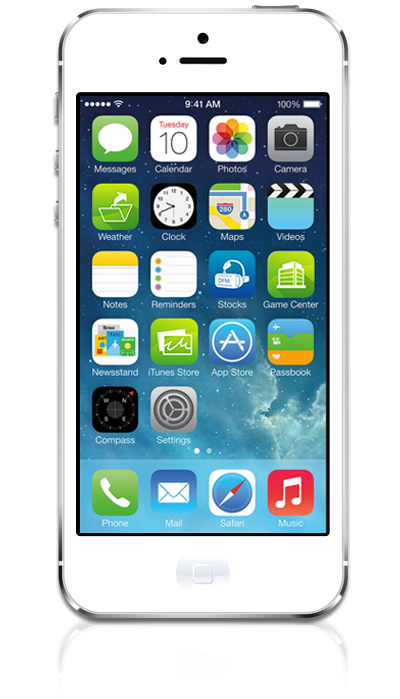 9:41 AM 100%
Tuesday
10
Messages Calendar Photos Camera
280
Weather Clock Maps Videos
Notes Reminders Stocks Game Center
Newsstand iTunes Store App Store Passbook
Compass Settings
Phone Mail Safari Music